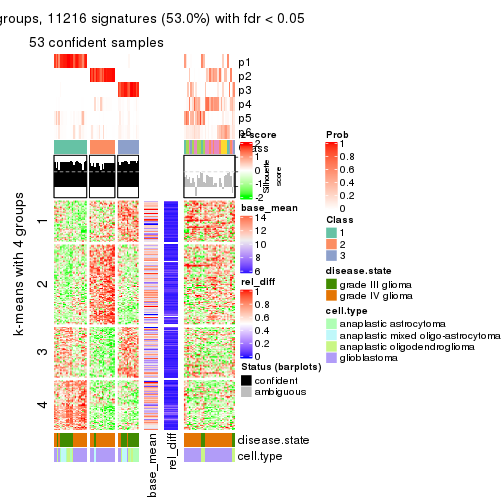 groups, 11216 signatures (53.0%) with fdr < 0.05
53 confident samples
p1
p2
p3
p4
p5
p6
z-score
2
1
0
-1
-2
Silhouette
score
1
2
3
4
k-means with 4 groups
base_mean
14
12
10
8
6
rel_diff
1
0.8
0.6
0.4
0.2
0
Status (barplots)
confident
ambiguous
disease.state
cell.type
base_mean
rel_diff
Prob
1
0.8
0.6
0.4
0.2
0
Class
1
2
3
disease.state
grade III glioma
grade IV glioma
cell.type
anaplastic astrocytoma
anaplastic mixed oligo-astrocytoma
anaplastic oligodendroglioma
glioblastoma